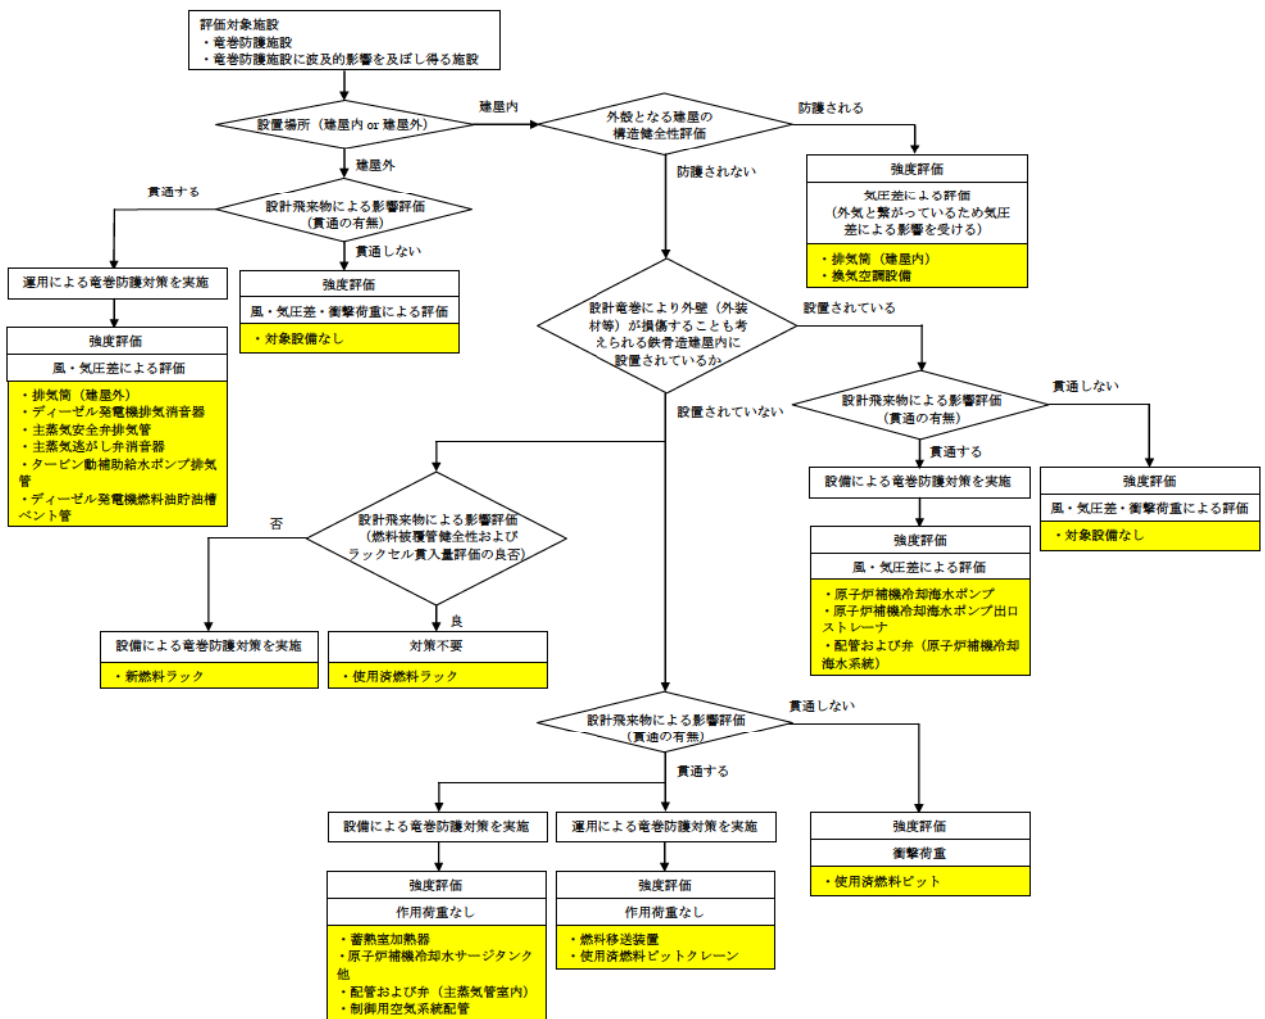 評価対象施設
・竜巻防護施設
・竜巻防護施設に波及的影響を及ぼし得る施設
設置場所（建屋内 or 建屋外）
建屋内
外殻となる建屋の
構造健全性評価
防護される
強度評価
気圧差による評価
（外気と繋がっているため気圧
差による影響を受ける）
・排気筒（建屋内）
・換気空調設備
建屋外
防護されない
貫通する
設計飛来物による影響評価
（貫通の有無）
貫通しない
運用による竜巻防護対策を実施
強度評価
風・気圧差による評価
・排気筒（建屋外）
・ディーゼル発電機排気消音器
・主蒸気安全弁排気管
・主蒸気逃がし弁消音器
・タービン動補助給水ポンプ排気
管
・ディーゼル発電機燃料油貯油槽
ベント管
強度評価
風・気圧差・衝撃荷重による評価
・対象設備なし
設計竜巻により外壁（外装
材等）が損傷することも考
えられる鉄骨造建屋内に
設置されているか
設置されている
設計飛来物による影響評価
（貫通の有無）
貫通しない
貫通する
設備による竜巻防護対策を実施
強度評価
風・気圧差による評価
・原子炉補機冷却海水ポンプ
・原子炉補機冷却海水ポンプ出口
ストレーナ
・配管および弁（原子炉補機冷却
海水系統）
強度評価
風・気圧差・衝撃荷重による評価
・対象設備なし
設置されていない
設計飛来物による影響評価
（燃料被覆管健全性および
ラックセル貫入量評価の良否）
否
良
設備による竜巻防護対策を実施
・新燃料ラック
対策不要
・使用済燃料ラック
設計飛来物による影響評価
（貫通の有無）
貫通しない
貫通する
設備による竜巻防護対策を実施
強度評価
作用荷重なし
・蓄熱室加熱器
・原子炉補機冷却水サージタンク
他
・配管および弁（主蒸気管室内）
・制御用空気系統配管
運用による竜巻防護対策を実施
強度評価
作用荷重なし
・燃料移送装置
・使用済燃料ピットクレーン
強度評価
衝撃荷重
・使用済燃料ピット